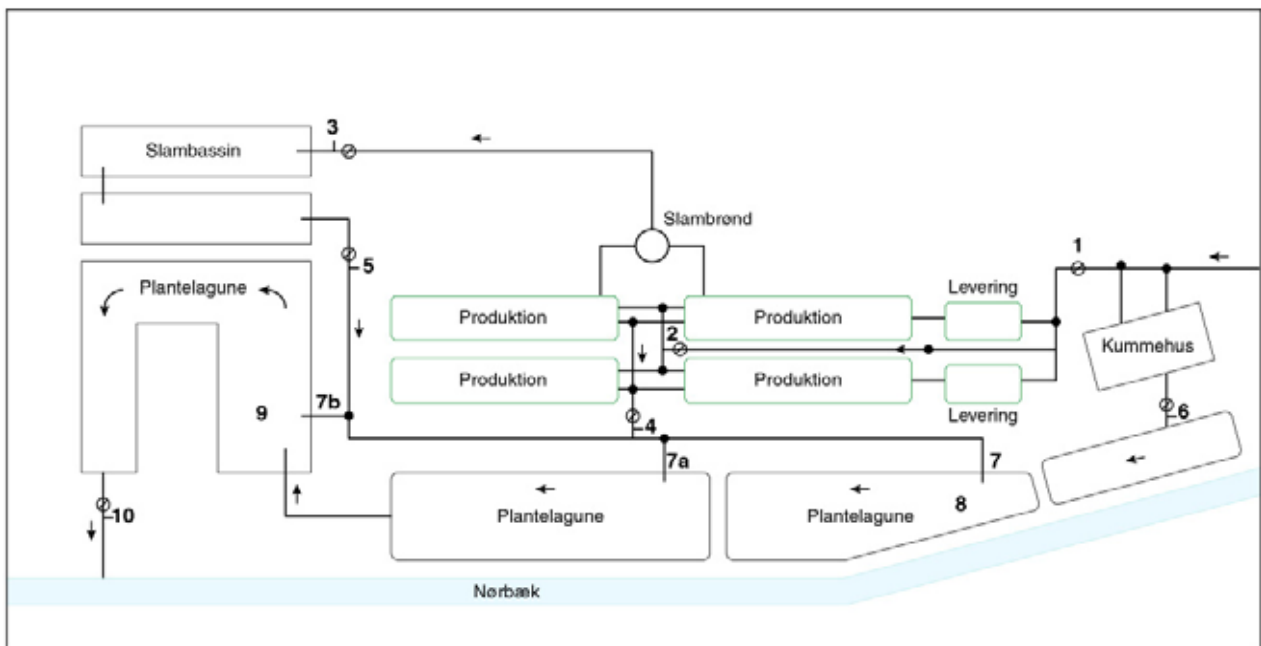 3
Slambassin
Slambrønd
1
5
Plantelagune
Levering
Produktion
Produktion
2
Kummehus
Produktion
Produktion
6
Levering
7b
9
4
7a
7
8
10
Plantelagune
Plantelagune
Nørbæk